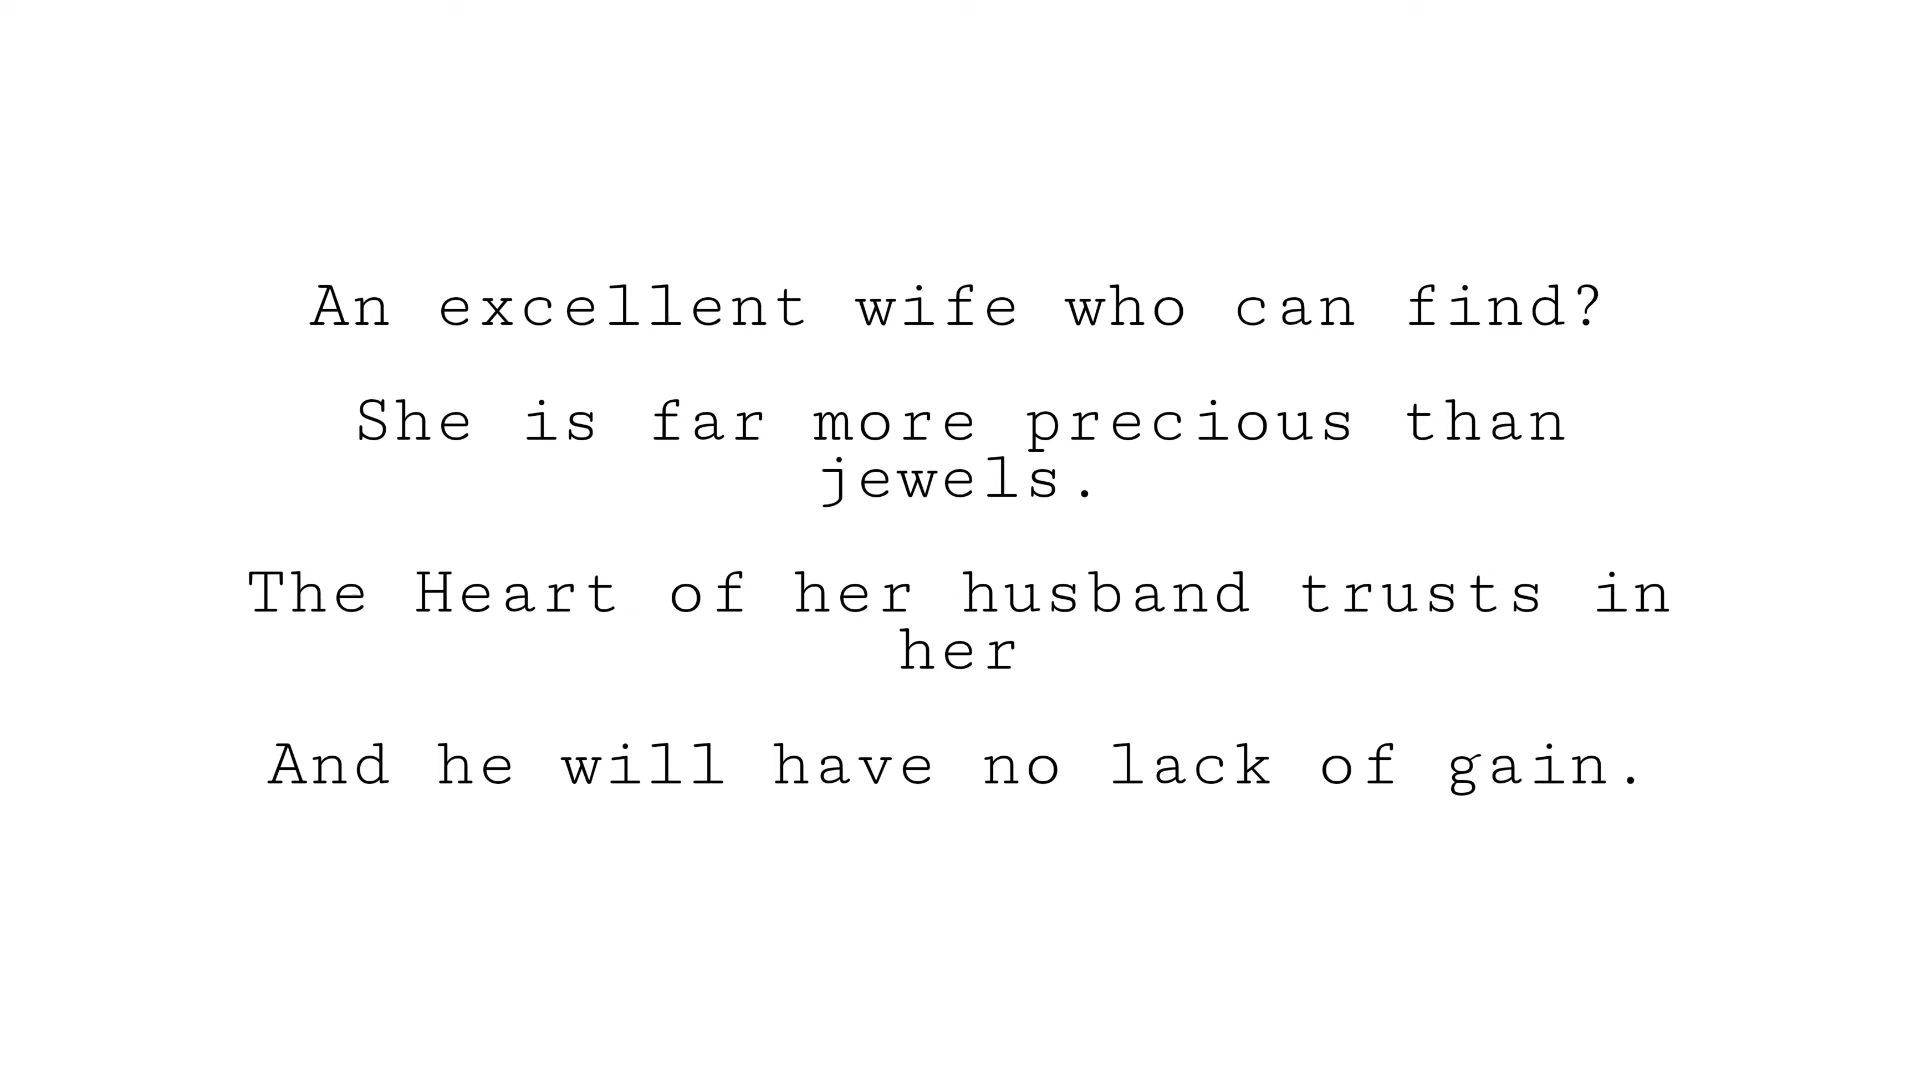 An excellent wife who can find?
She is far more precious than
jewels.
The Heart of her husband trusts in
her
And he will have no lack of gain.